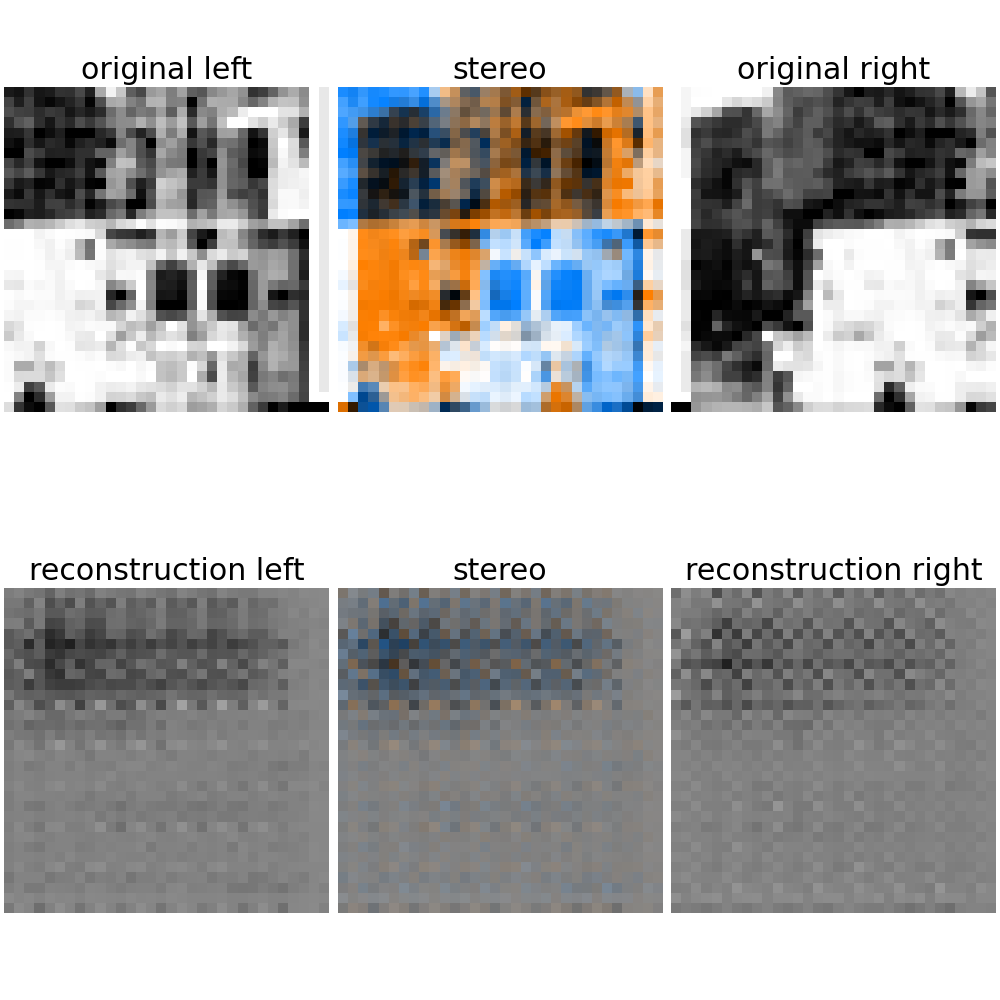 original left
stereo
original right
reconstruction left
stereo
reconstruction right